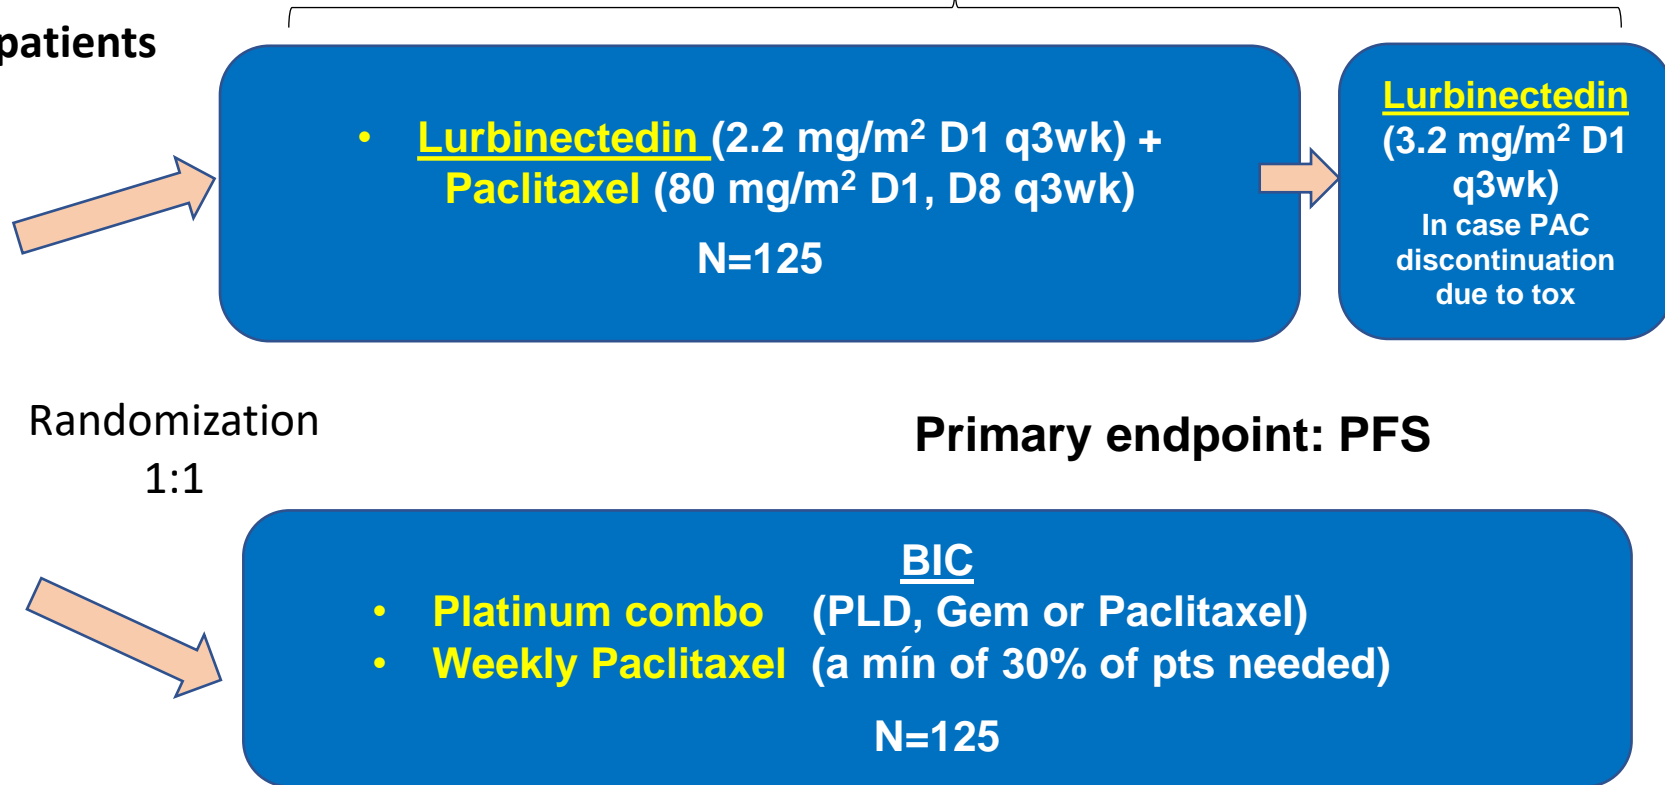 patients
• Lurbinectedin (2.2 mg/m² D1 q3wk) +
Paclitaxel (80 mg/m² D1, D8 q3wk)
N=125
Lurbinectedin
(3.2 mg/m² D1
q3wk)
In case PAC
discontinuation
due to tox
Randomization
1:1
Primary endpoint: PFS
BIC
• Platinum combo (PLD, Gem or Paclitaxel)
• Weekly Paclitaxel (a mín of 30% of pts needed)
N=125